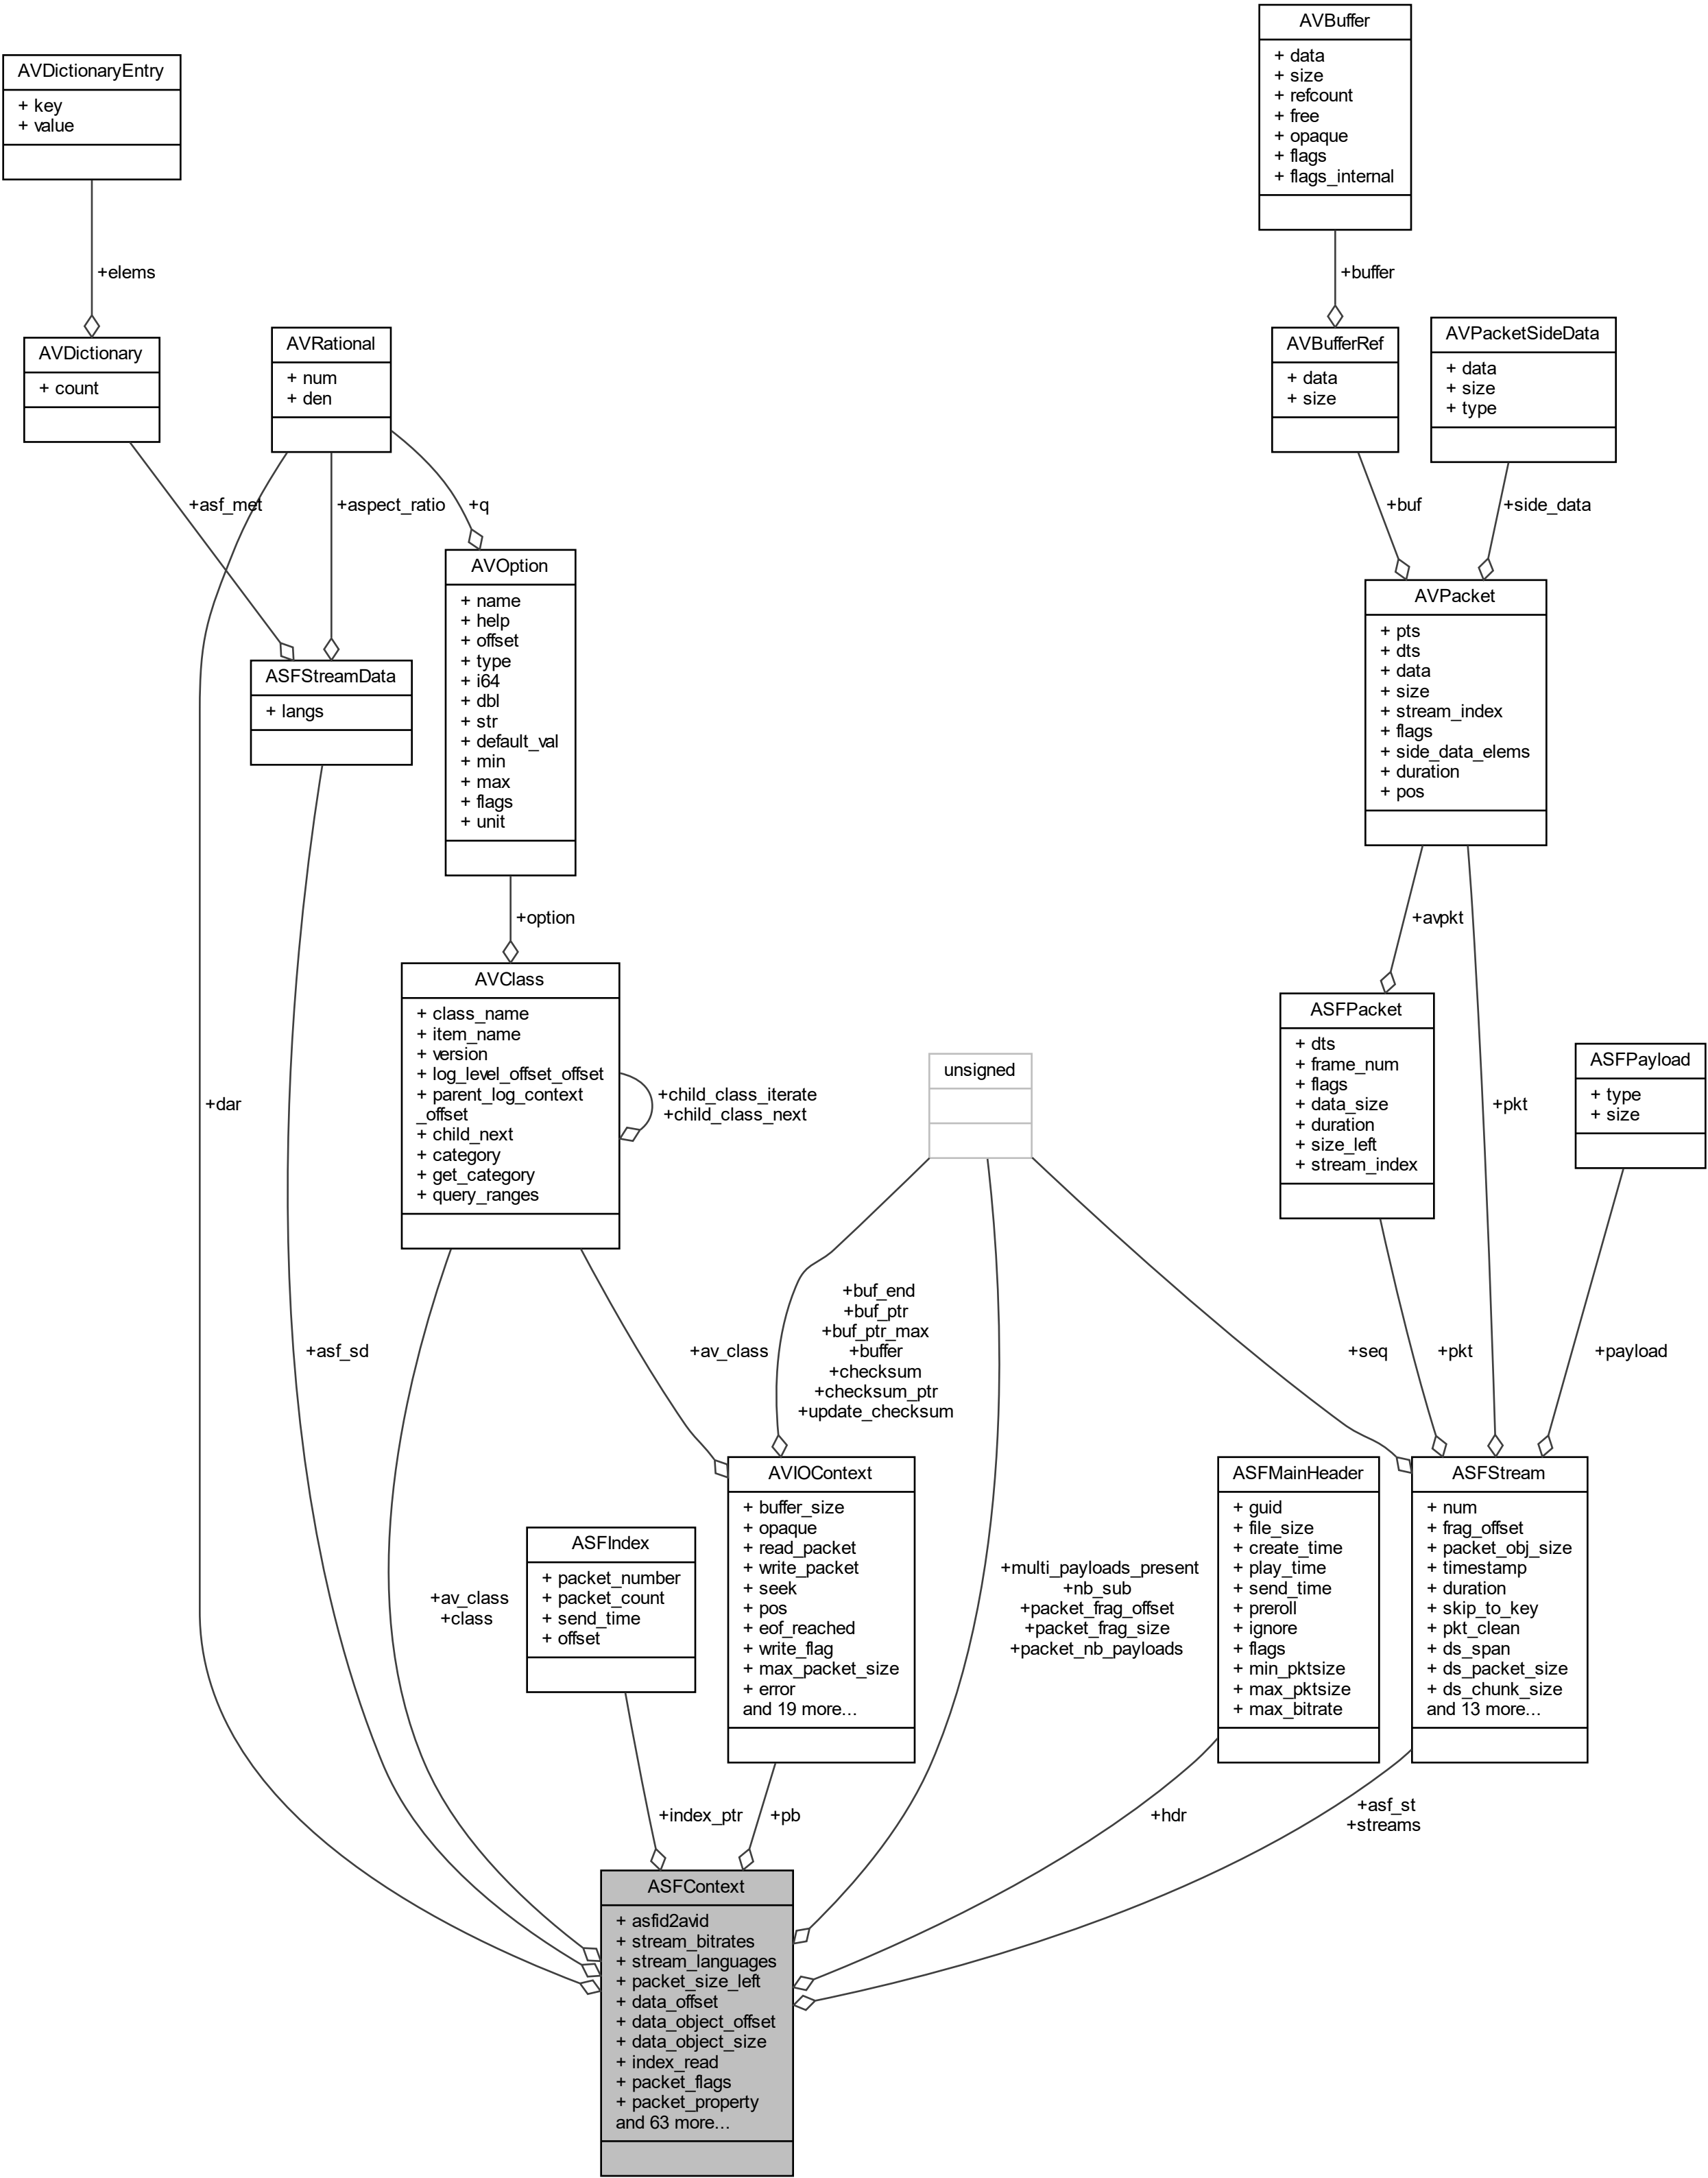 AVBuffer
+ data
+ size
+ refcount
+ free
+ opaque
+ flags
+ flags_internal
AVDictionaryEntry
+ key
+ value
+elems
+buffer
AVDictionary
+ count
AVRational
+ num
+ den
AVBufferRef
+ data
+ size
AVPacketSideData
+ data
+ size
+ type
+asf_met
+aspect_ratio
+q
+buf
+side_data
AVOption
+ name
+ help
+ offset
+ type
+ i64
+ dbl
+ str
+ default_val
+ min
+ max
+ flags
+ unit
ASFStreamData
+ langs
AVPacket
+ pts
+ dts
+ data
+ size
+ stream_index
+ flags
+ side_data_elems
+ duration
+ pos
+option
+avpkt
AVClass
+ class_name
+ item_name
+ version
+ log_level_offset_offset
+ parent_log_context
_offset
+ child_next
+ category
+ get_category
+ query_ranges
+child_class_iterate
+child_class_next
+dar
unsigned
ASFPacket
+ dts
+ frame_num
+ flags
+ data_size
+ duration
+ size_left
+ stream_index
+pkt
ASFPayload
+ type
+ size
+asf_sd
+av_class
+buf_end
+buf_ptr
+buf_ptr_max
+buffer
+checksum
+checksum_ptr
+update_checksum
+seq
+pkt
+payload
AVIOContext
+ buffer_size
+ opaque
+ read_packet
+ write_packet
+ seek
+ pos
+ eof_reached
+ write_flag
+ max_packet_size
+ error
and 19 more...
ASFMainHeader
+ guid
+ file_size
+ create_time
+ play_time
+ send_time
+ preroll
+ ignore
+ flags
+ min_pktsize
+ max_pktsize
+ max_bitrate
ASFStream
+ num
+ frag_offset
+ packet_obj_size
+ timestamp
+ duration
+ skip_to_key
+ pkt_clean
+ ds_span
+ ds_packet_size
+ ds_chunk_size
and 13 more...
ASFIndex
+ packet_number
+ packet_count
+ send_time
+ offset
+av_class
+class
+multi_payloads_present
+nb_sub
+packet_frag_offset
+packet_frag_size
+packet_nb_payloads
+index_ptr
+pb
+hdr
+asf_st
+streams
ASFContext
+ asfid2avid
+ stream_bitrates
+ stream_languages
+ packet_size_left
+ data_offset
+ data_object_offset
+ data_object_size
+ index_read
+ packet_flags
+ packet_property
and 63 more...